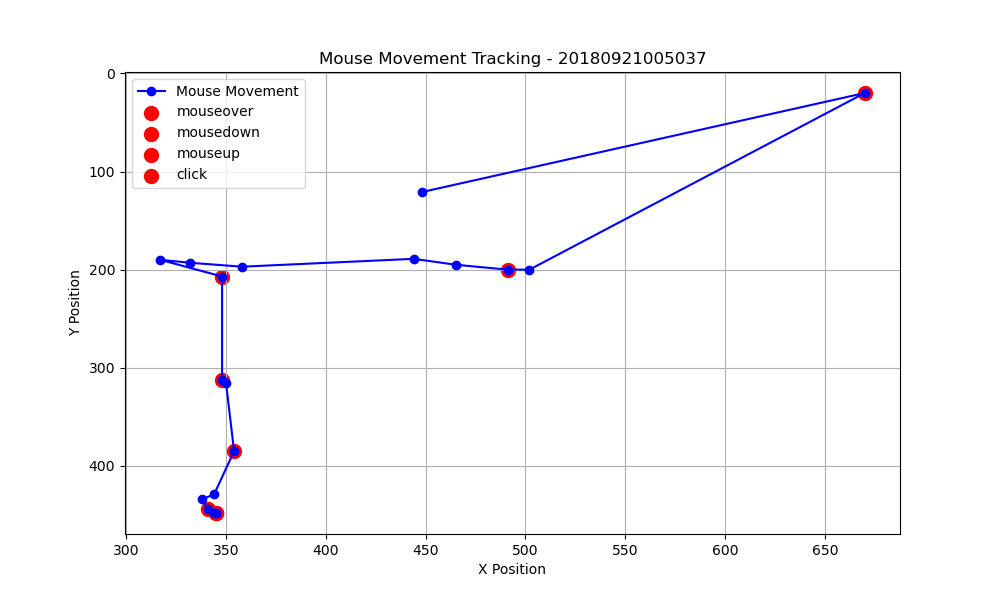 Mouse Movement Tracking - 20180921005037
Mouse Movement
mouseover
mousedown
mouseup
click
0
100
200
300
400
Y Position
300 350 400 450 500 550 600 650
X Position